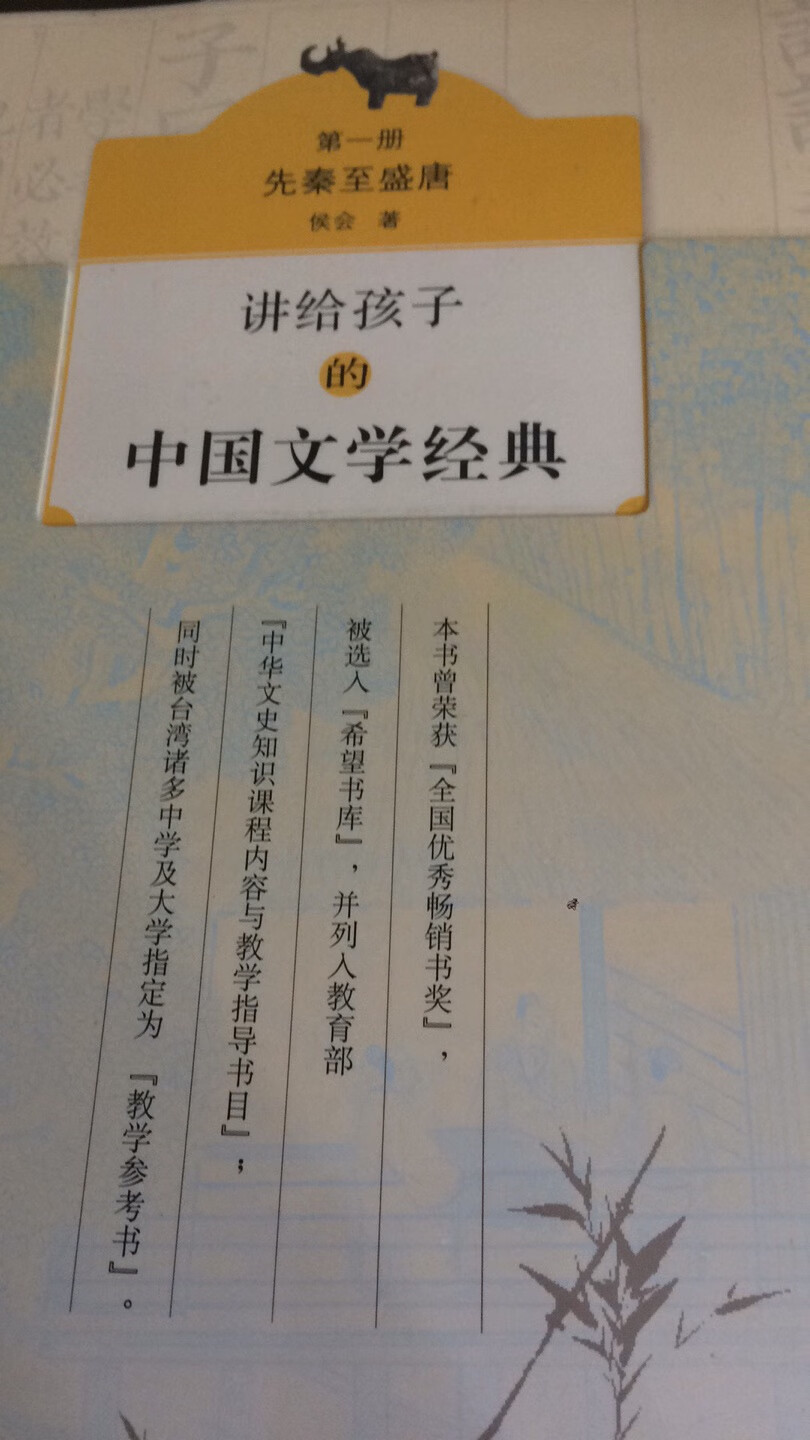 第一册
先秦至盛唐
侯会 著
讲给孩子
的
中国文学经典
本书曾荣获『全国优秀畅销书奖』，
被选入『希望书库』，并列入教育部
『中华文史知识课程内容与教学指导书目』；
同时被台湾诸多中学及大学指定为 『教学参考书』。